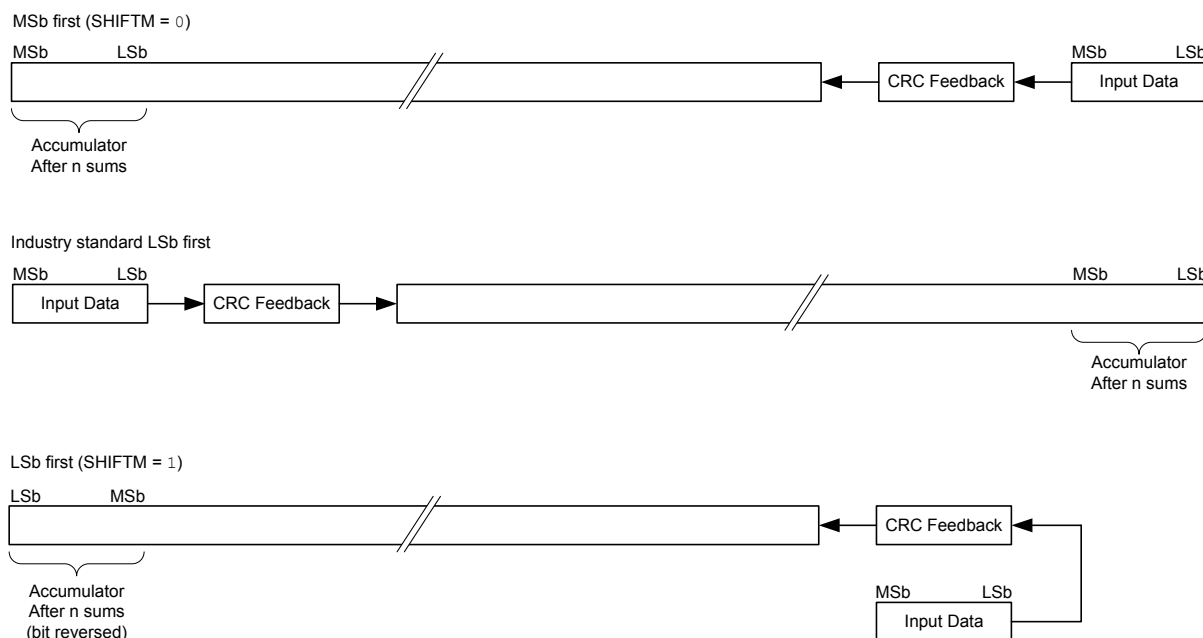 MSb first (SHIFTM = 0)
MSb LSb MSb LSb
CRC Feedback Input Data
Accumulator
After n sums
Industry standard LSb first
MSb LSb MSb LSb
Input Data CRC Feedback
Accumulator
After n sums
LSb first (SHIFTM = 1)
LSb MSb
CRC Feedback
Accumulator
After n sums
(bit reversed)
MSb LSb
Input Data